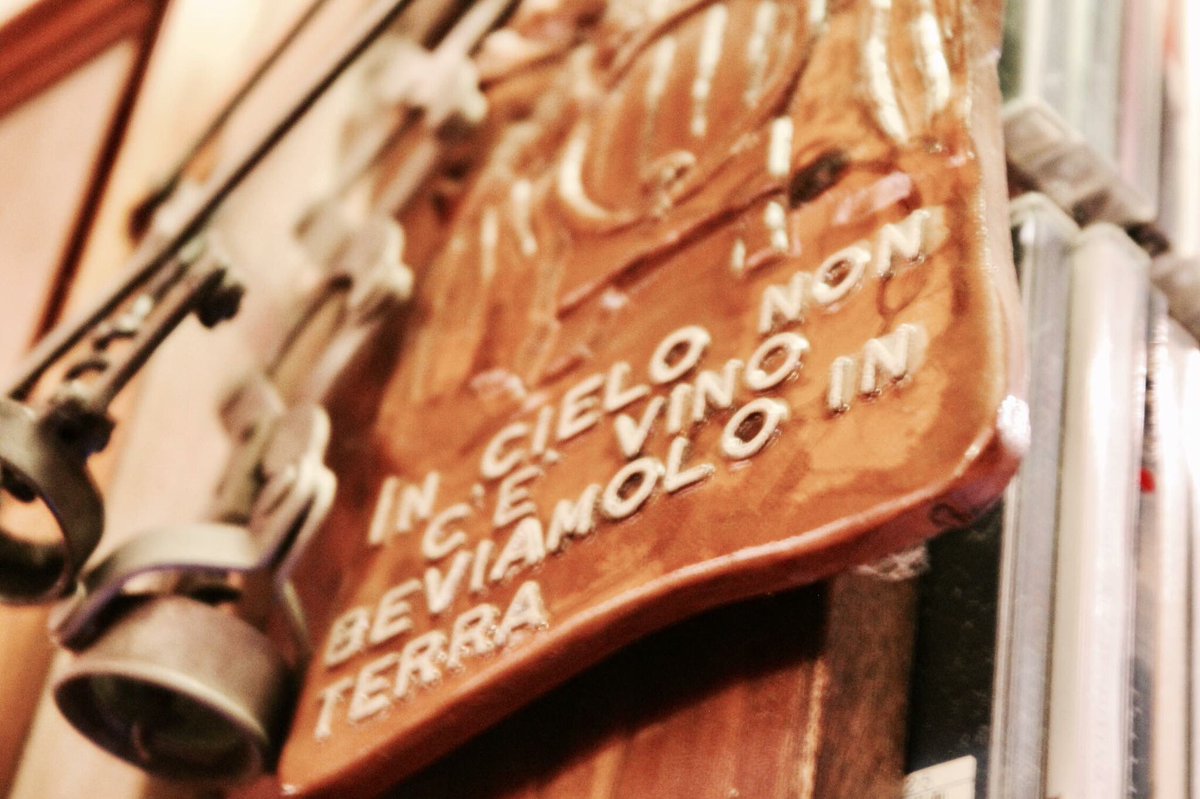 IN CIELO NON
C'E' VINO
BEVIAMOLO IN
TERRA